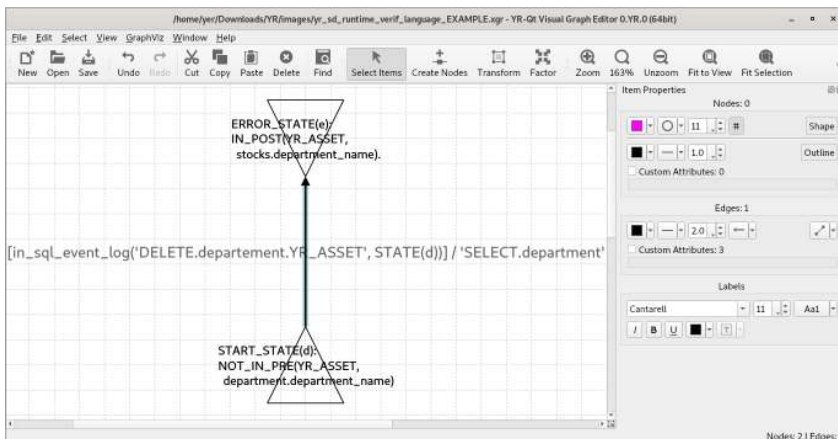 /home/yer/Downloads/YR/images/yr_sd_runtime_verif_language_EXAMPLE.xgr - YR-Qt Visual Graph Editor 0.YR.0 (64bit)
File Edit Select View GraphViz Window Help
New Open Save Undo Redo Cut Copy Paste Delete Find Select Items Create Nodes Transform Factor Zoom 163% Unzoom Fit to View Fit Selection
Item Properties
Nodes: 0
11 # Shape
1.0 Outline
Custom Attributes: 0
Edges: 1
2.0
Custom Attributes: 3
Labels
Cantarell 11 Aa1
I B U T
ERROR_STATE(e):
IN_POST(YR_ASSET,
stocks.department_name).
[in_sql_event_log('DELETE.departement.YR_ASSET', STATE(d))] / 'SELECT.department'
START_STATE(d):
NOT_IN_PRE(YR_ASSET,
department.department_name)
Nodes: 2 | Edges: